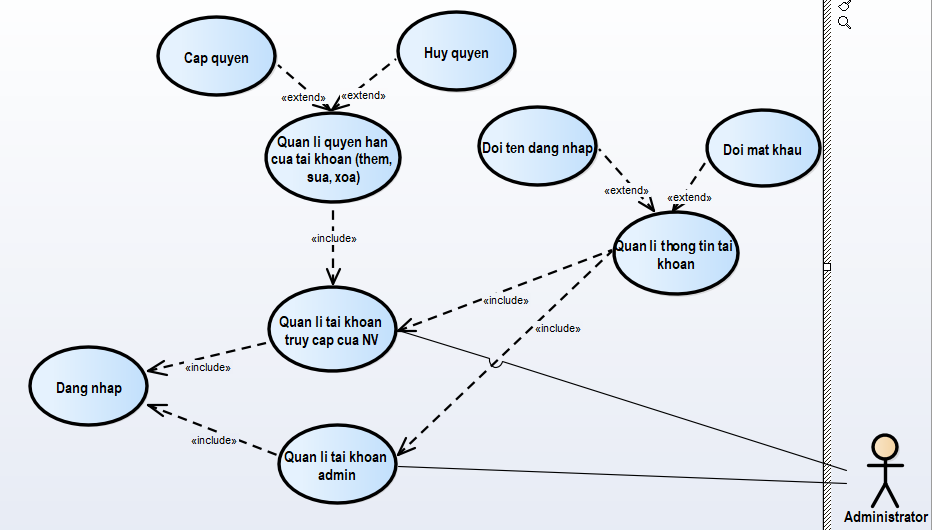 Cap quyen
Huy quyen
«extend»
«extend»
Quan li quyen han
cua tai khoan (them,
sua, xoa)
Doi ten dang nhap
Doi mat khau
«extend»
«extend»
Quan li thong tin tai
khoan
«include»
«include»
«include»
Quan li tai khoan
truy cap cua NV
«include»
Dang nhap
«include»
Quan li tai khoan
admin
Administrator